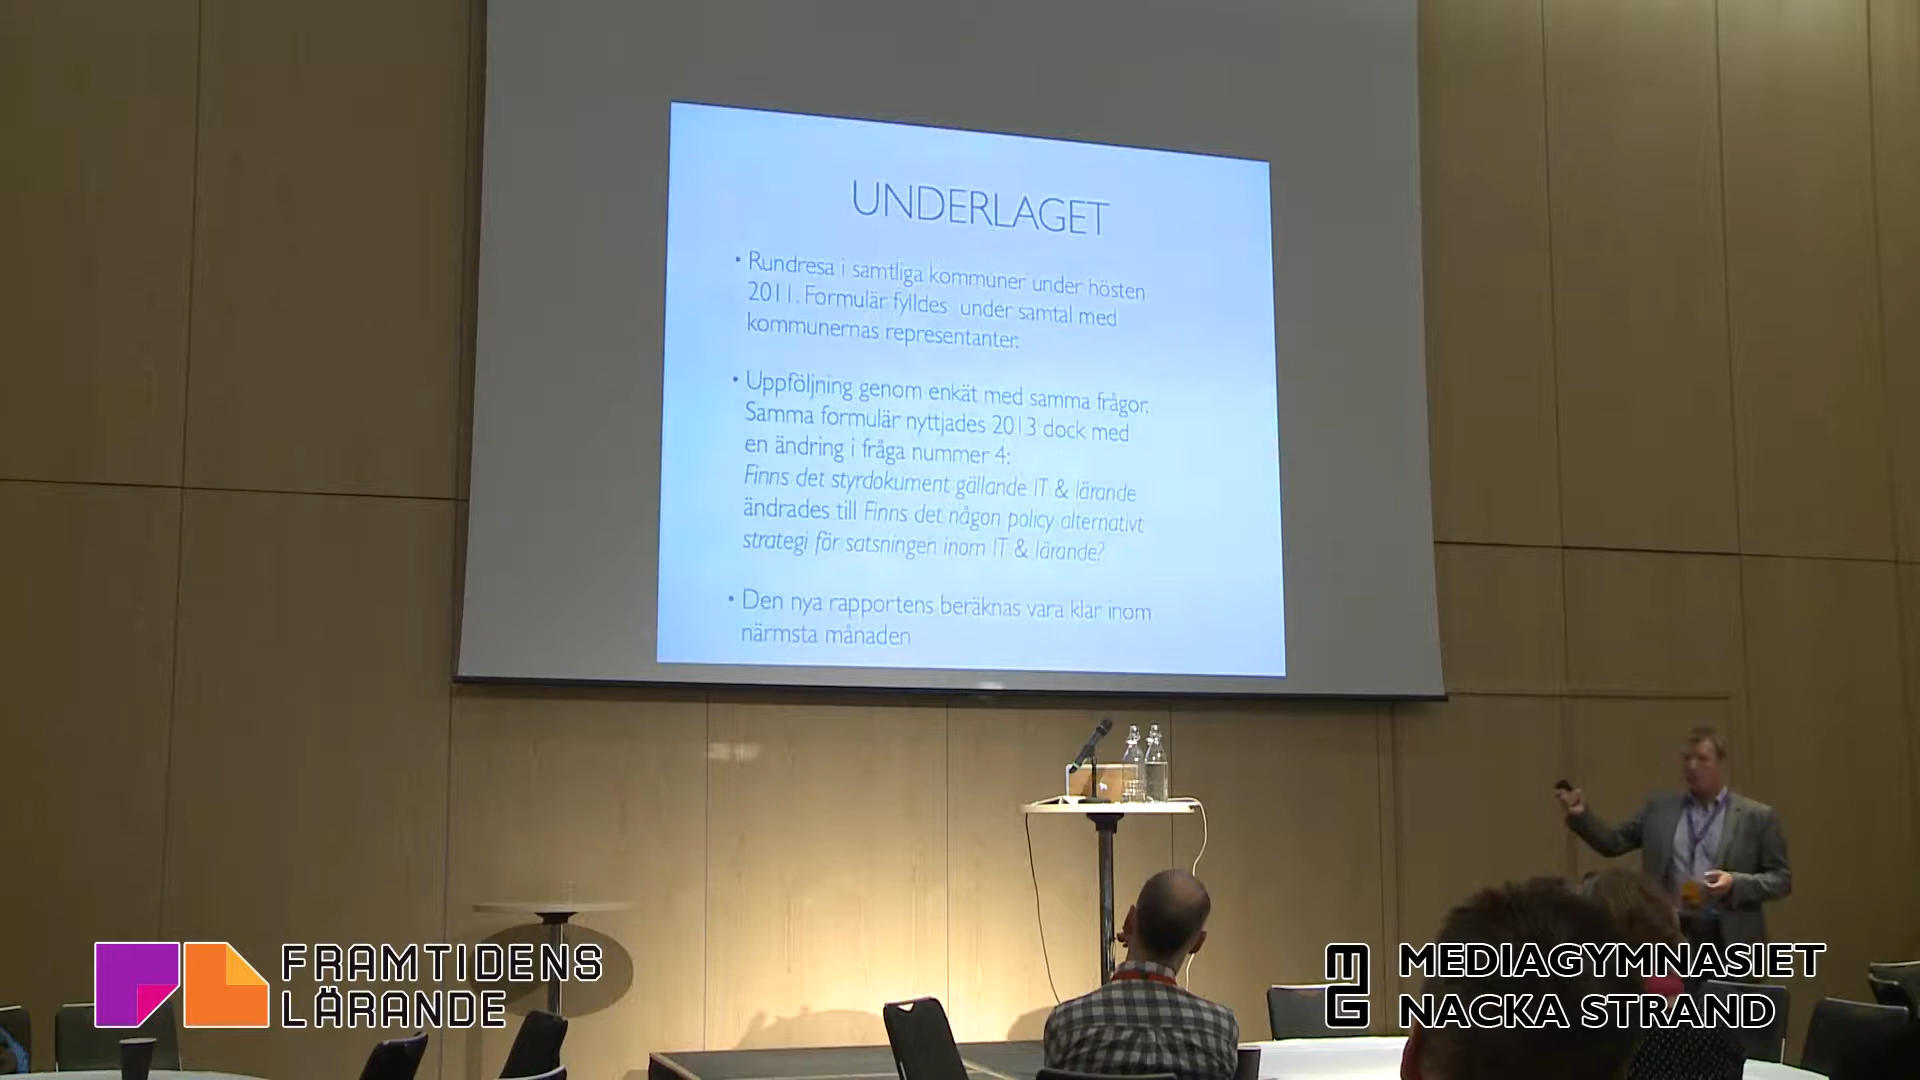 UNDERLAGET
• Rundresa i samtliga kommuner under hösten
2011. Formulär fylldes under samtal med
kommunernas representanter.
• Uppföljning genom enkät med samma frågor.
Samma formulär nyttjades 2013 dock med
en ändring i fråga nummer 4:
Finns det styrdokument gällande IT & lärande
ändrades till Finns det någon policy alternativt
strategi för satsningen inom IT & lärande?
• Den nya rapportens beräknas vara klar inom
närmsta månaden
FRAMTIDENS
LÄRANDE
MG
MEDIAGYMNASIET
NACKA STRAND